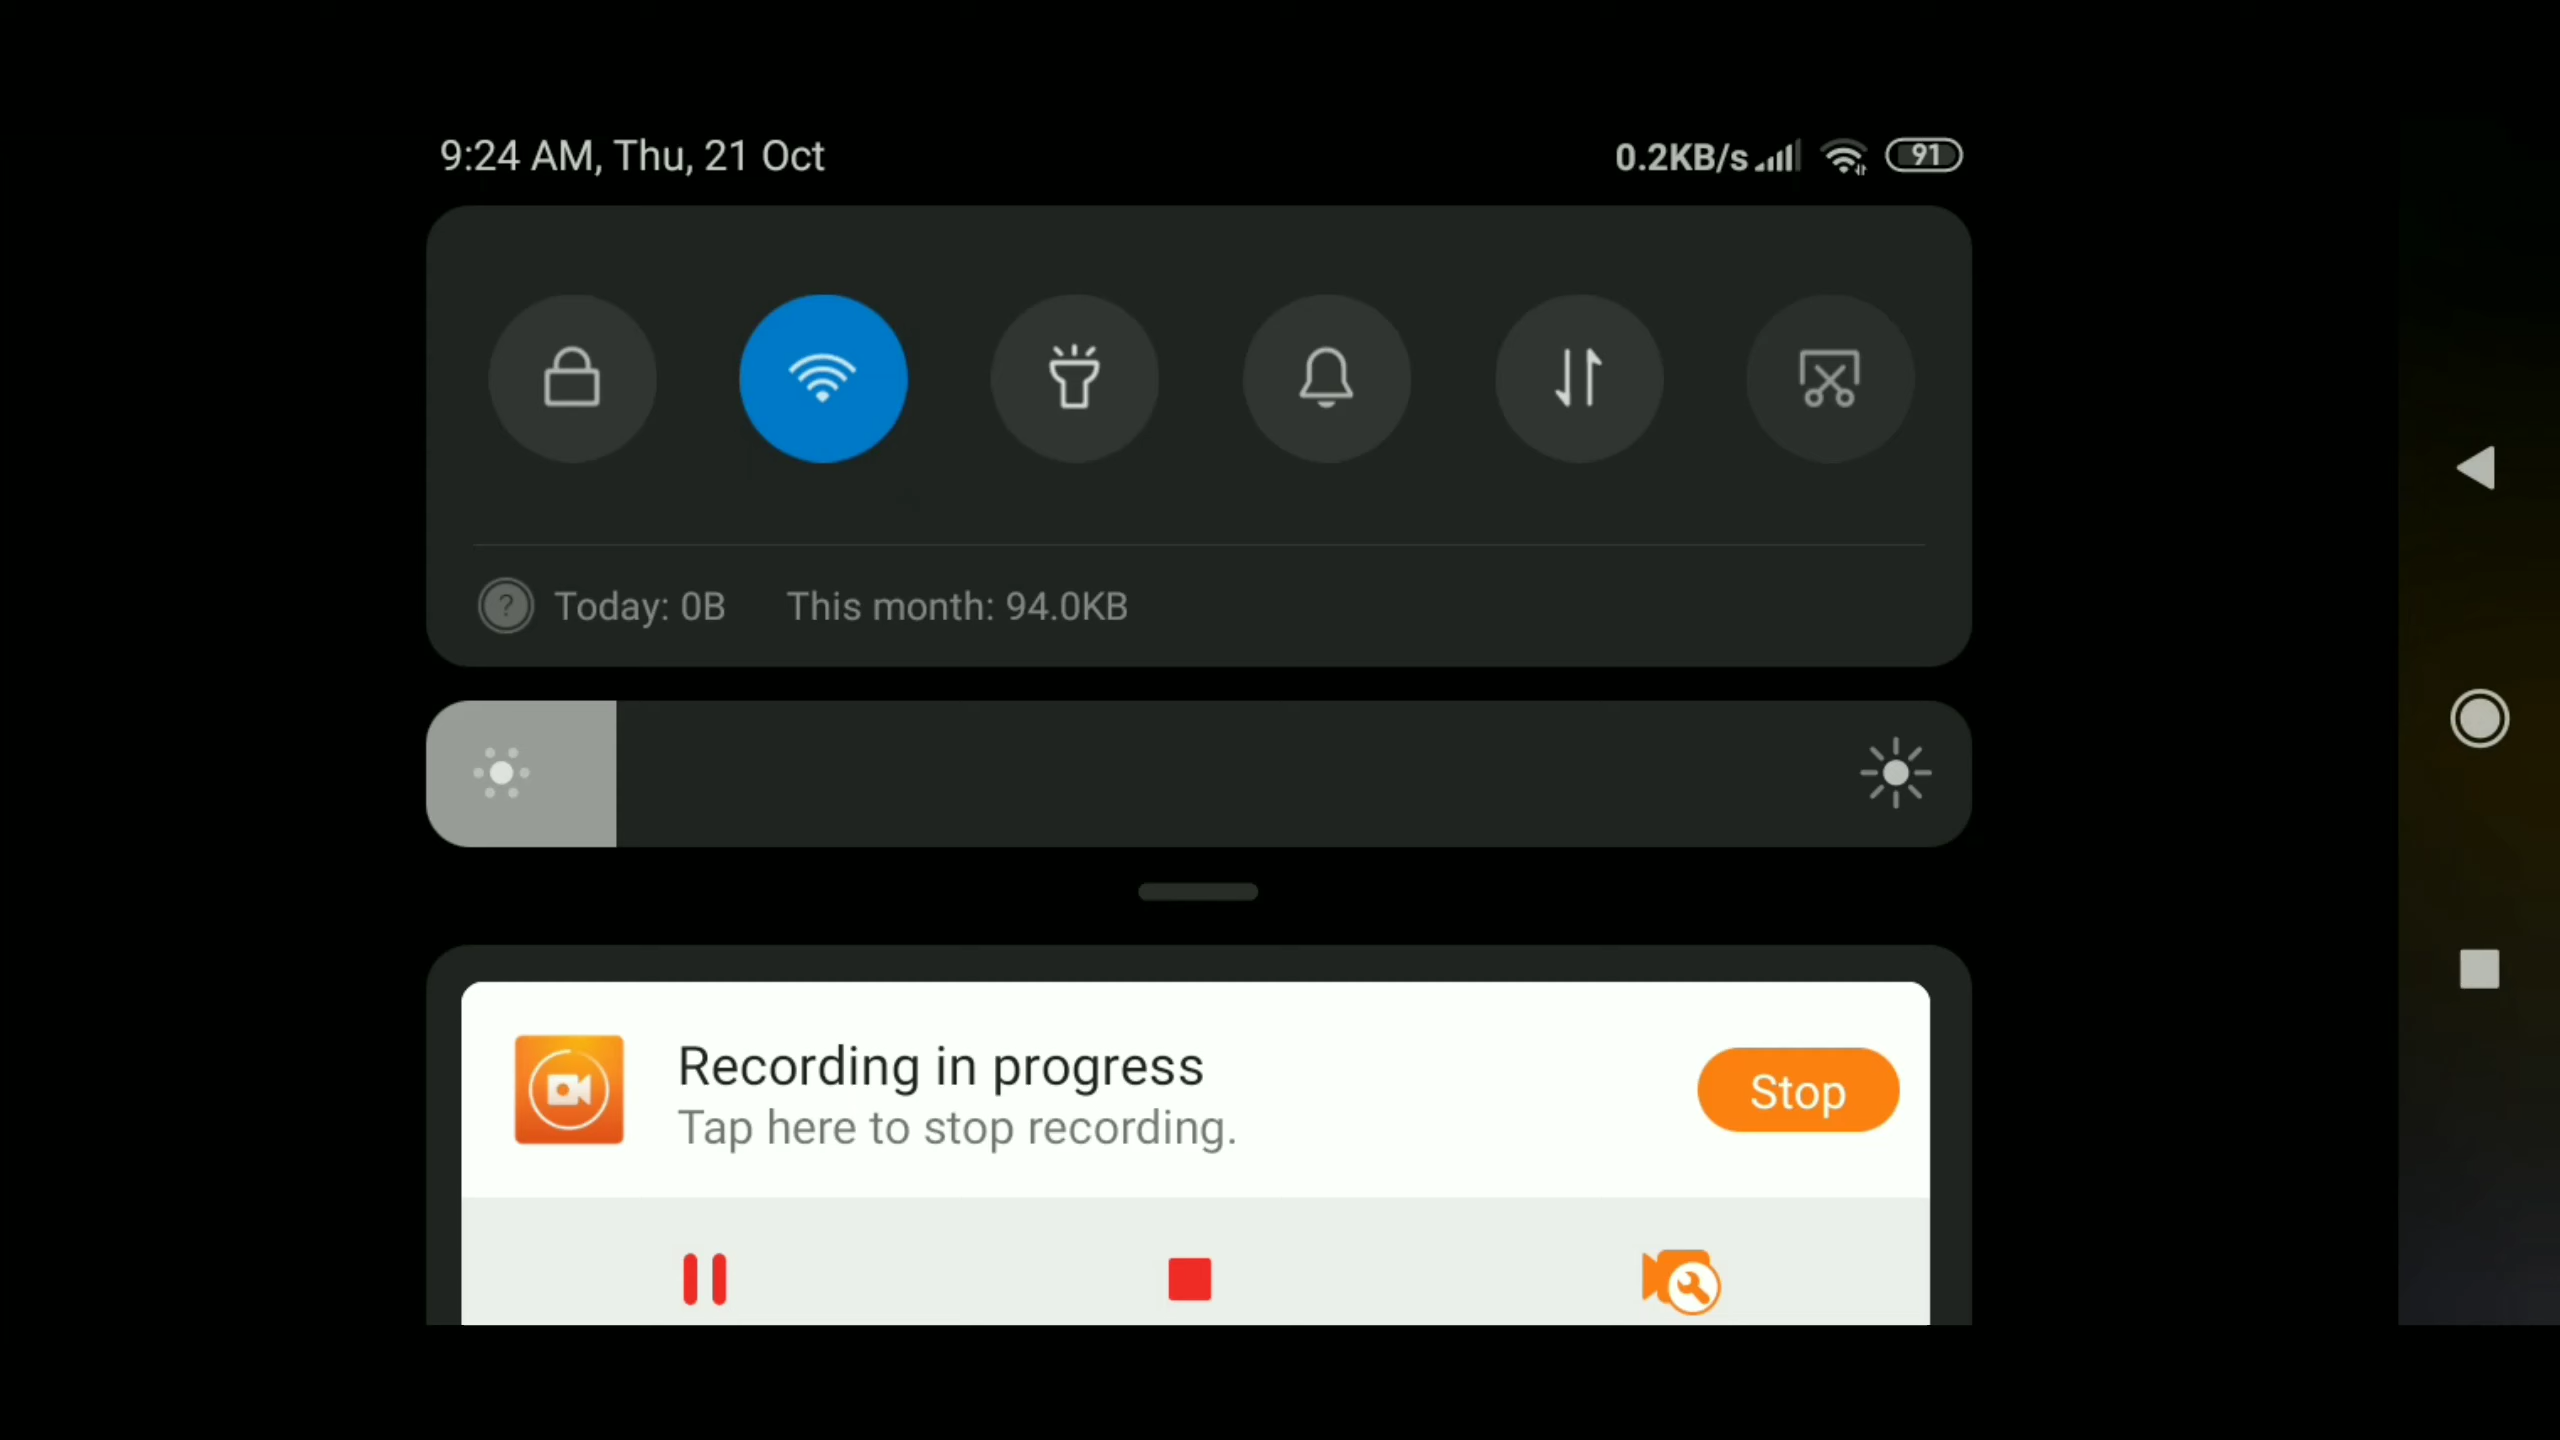 9:24 AM, Thu, 21 Oct 0.2KB/s 91
? Today: 0B This month: 94.0KB
Recording in progress
Tap here to stop recording.
Stop